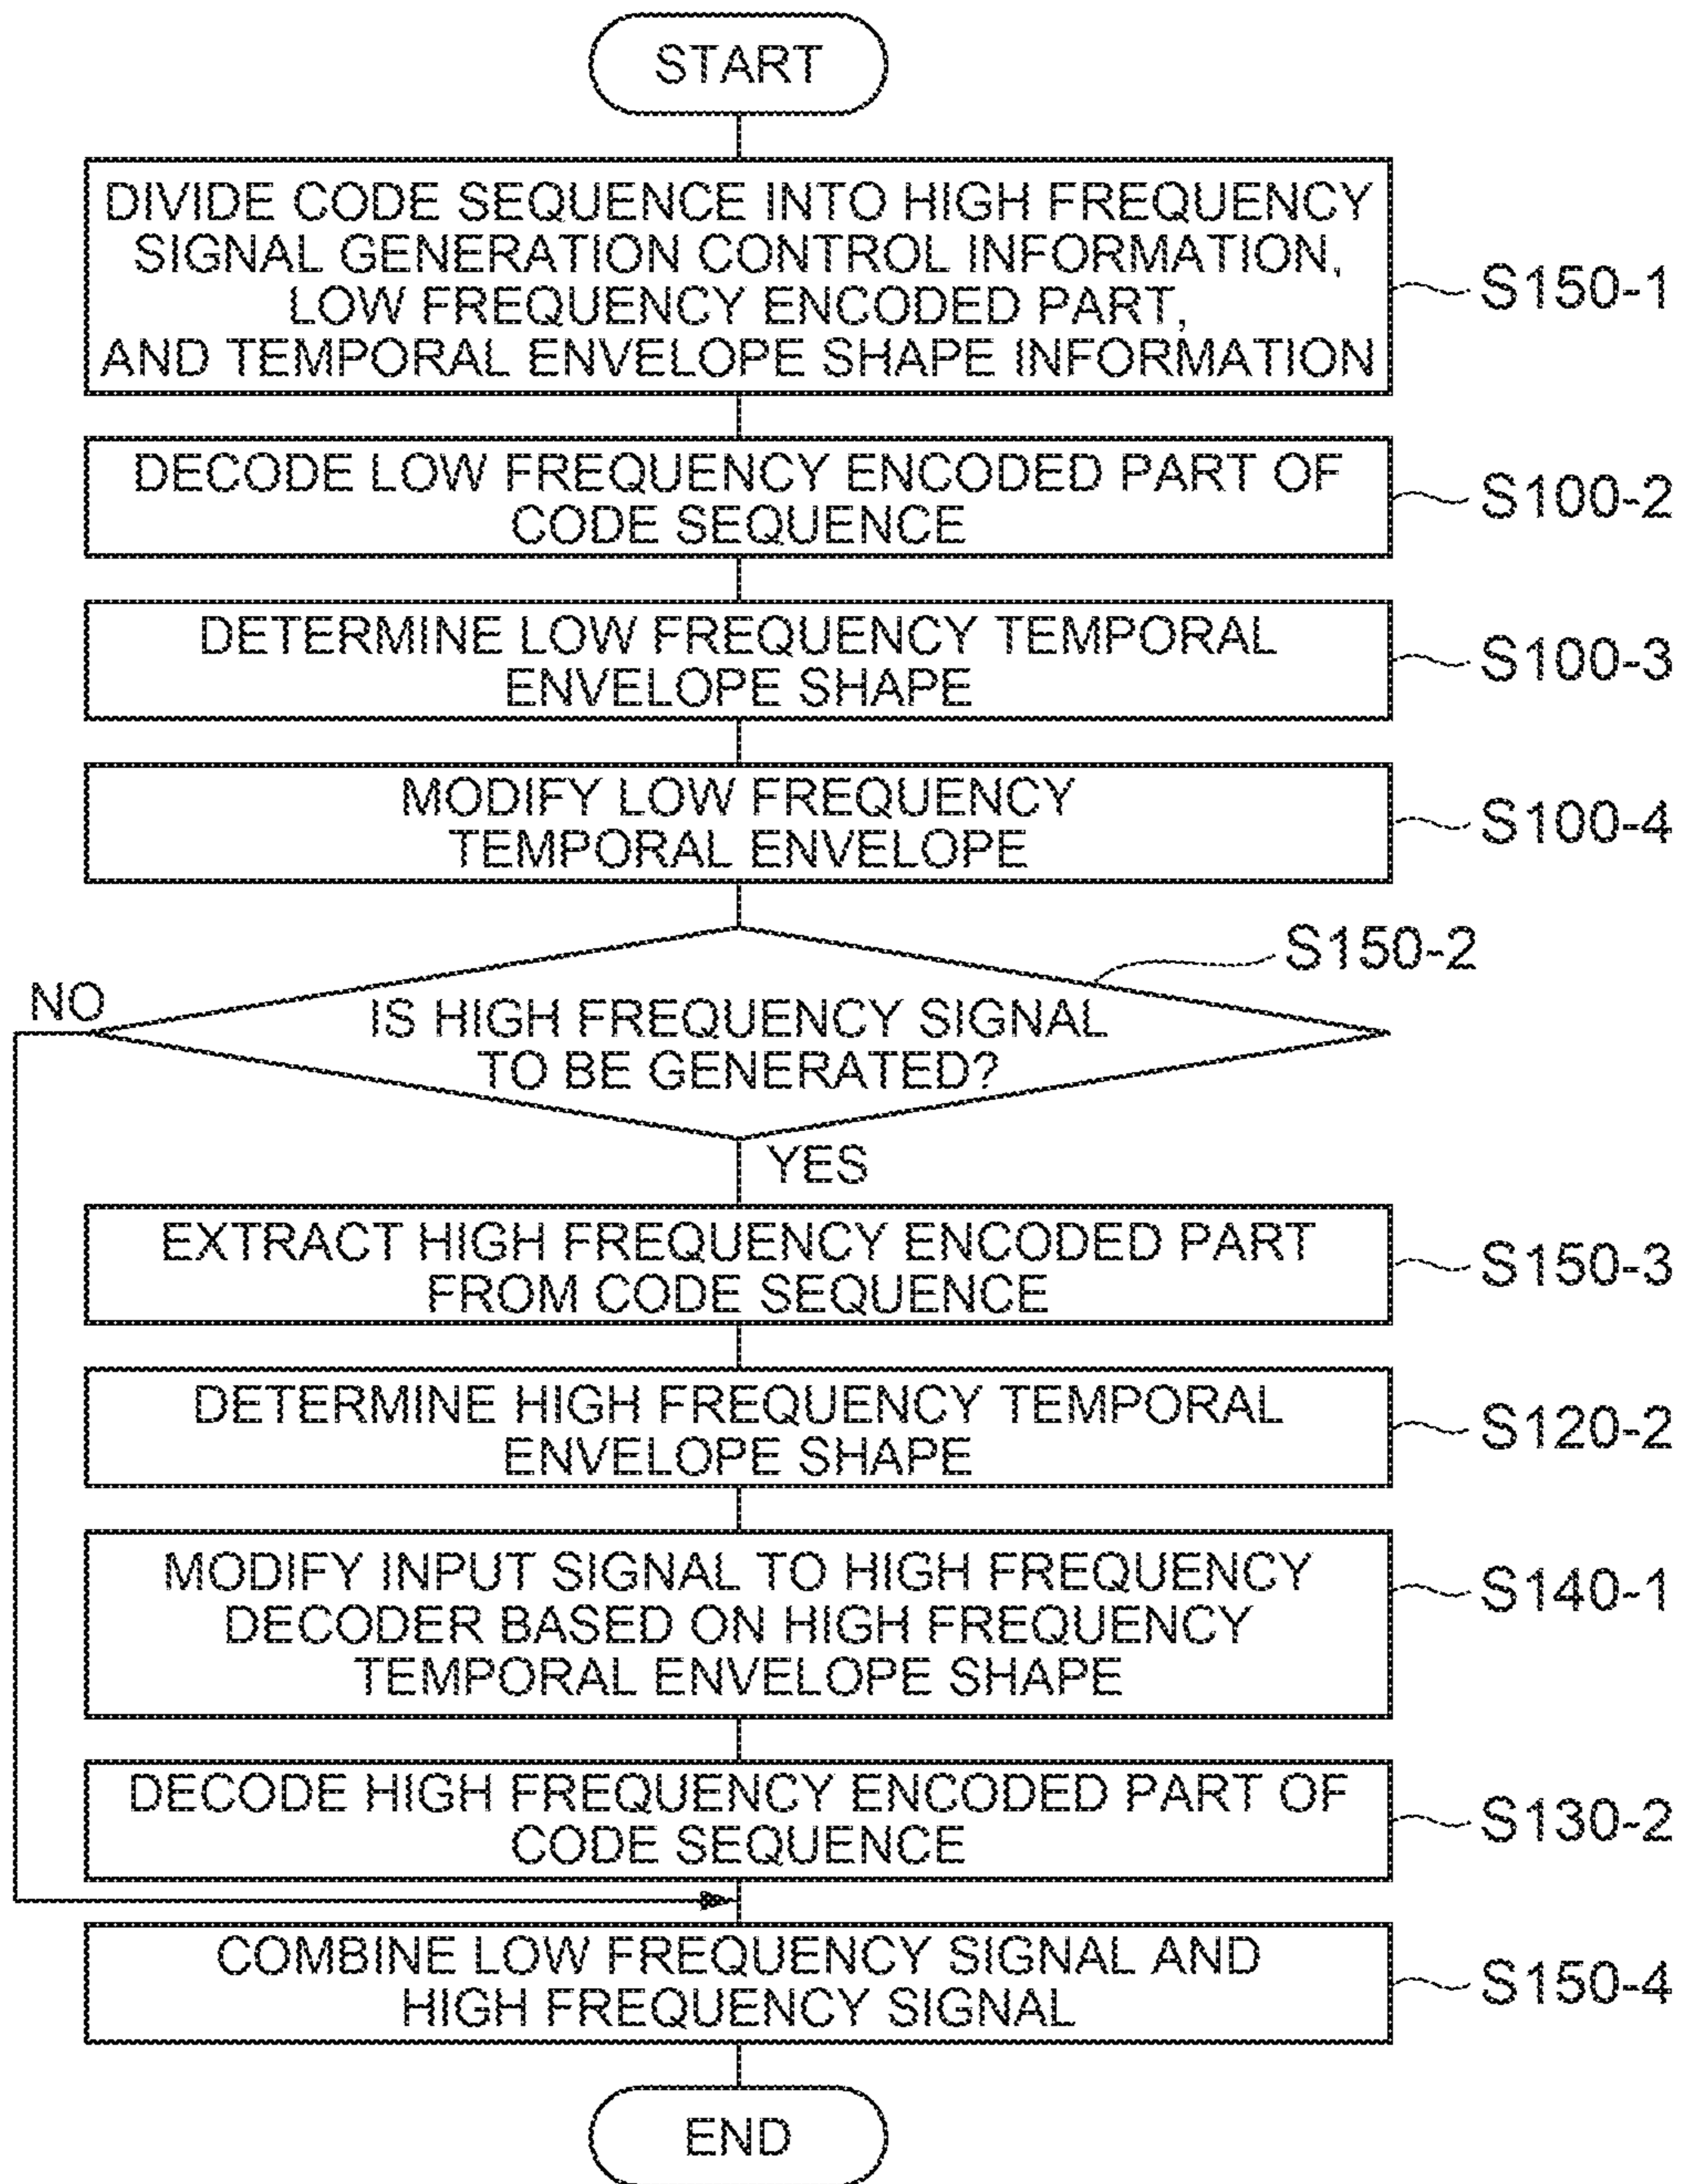 START
DIVIDE CODE SEQUENCE INTO HIGH FREQUENCY
SIGNAL GENERATION CONTROL INFORMATION,
LOW FREQUENCY ENCODED PART,
AND TEMPORAL ENVELOPE SHAPE INFORMATION
S150-1
DECODE LOW FREQUENCY ENCODED PART OF
CODE SEQUENCE
S100-2
DETERMINE LOW FREQUENCY TEMPORAL
ENVELOPE SHAPE
S100-3
MODIFY LOW FREQUENCY
TEMPORAL ENVELOPE
S100-4
S150-2
NO
IS HIGH FREQUENCY SIGNAL
TO BE GENERATED?
YES
EXTRACT HIGH FREQUENCY ENCODED PART
FROM CODE SEQUENCE
S150-3
DETERMINE HIGH FREQUENCY TEMPORAL
ENVELOPE SHAPE
S120-2
MODIFY INPUT SIGNAL TO HIGH FREQUENCY
DECODER BASED ON HIGH FREQUENCY
TEMPORAL ENVELOPE SHAPE
S140-1
DECODE HIGH FREQUENCY ENCODED PART OF
CODE SEQUENCE
S130-2
COMBINE LOW FREQUENCY SIGNAL AND
HIGH FREQUENCY SIGNAL
S150-4
END